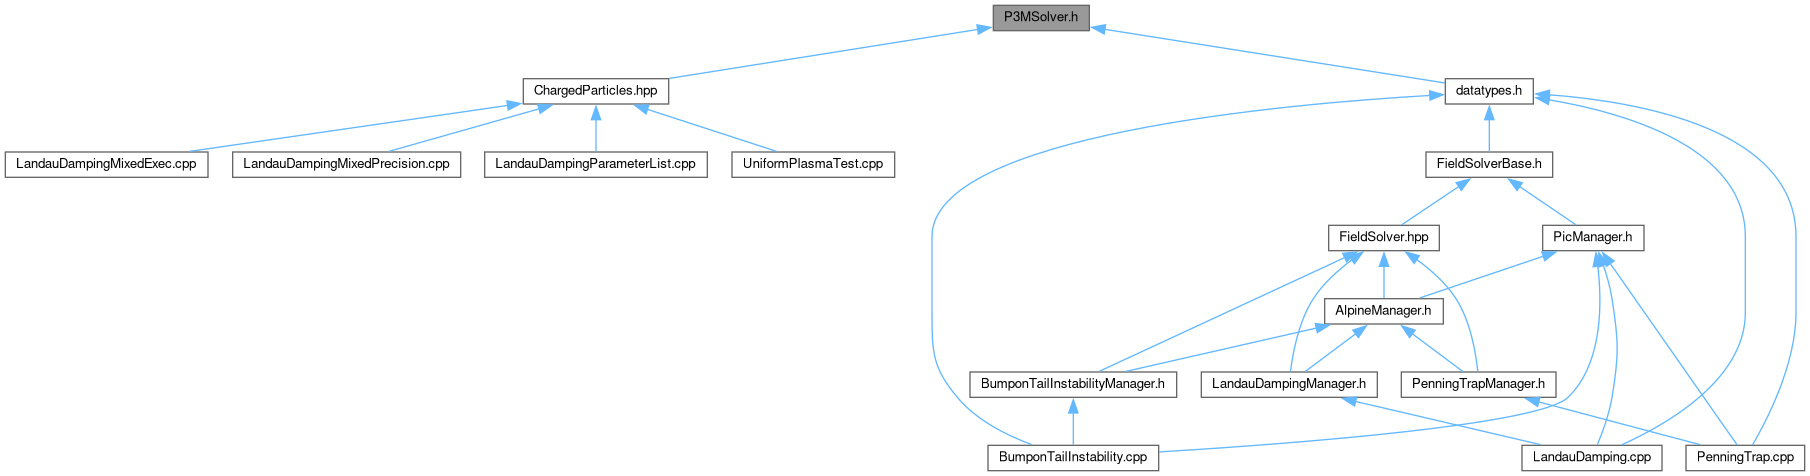 P3MSolver.h
ChargedParticles.hpp
datatypes.h
LandauDampingMixedExec.cpp
LandauDampingMixedPrecision.cpp
LandauDampingParameterList.cpp
UniformPlasmaTest.cpp
FieldSolverBase.h
FieldSolver.hpp
PicManager.h
AlpineManager.h
BumponTailInstabilityManager.h
LandauDampingManager.h
PenningTrapManager.h
BumponTailInstability.cpp
LandauDamping.cpp
PenningTrap.cpp